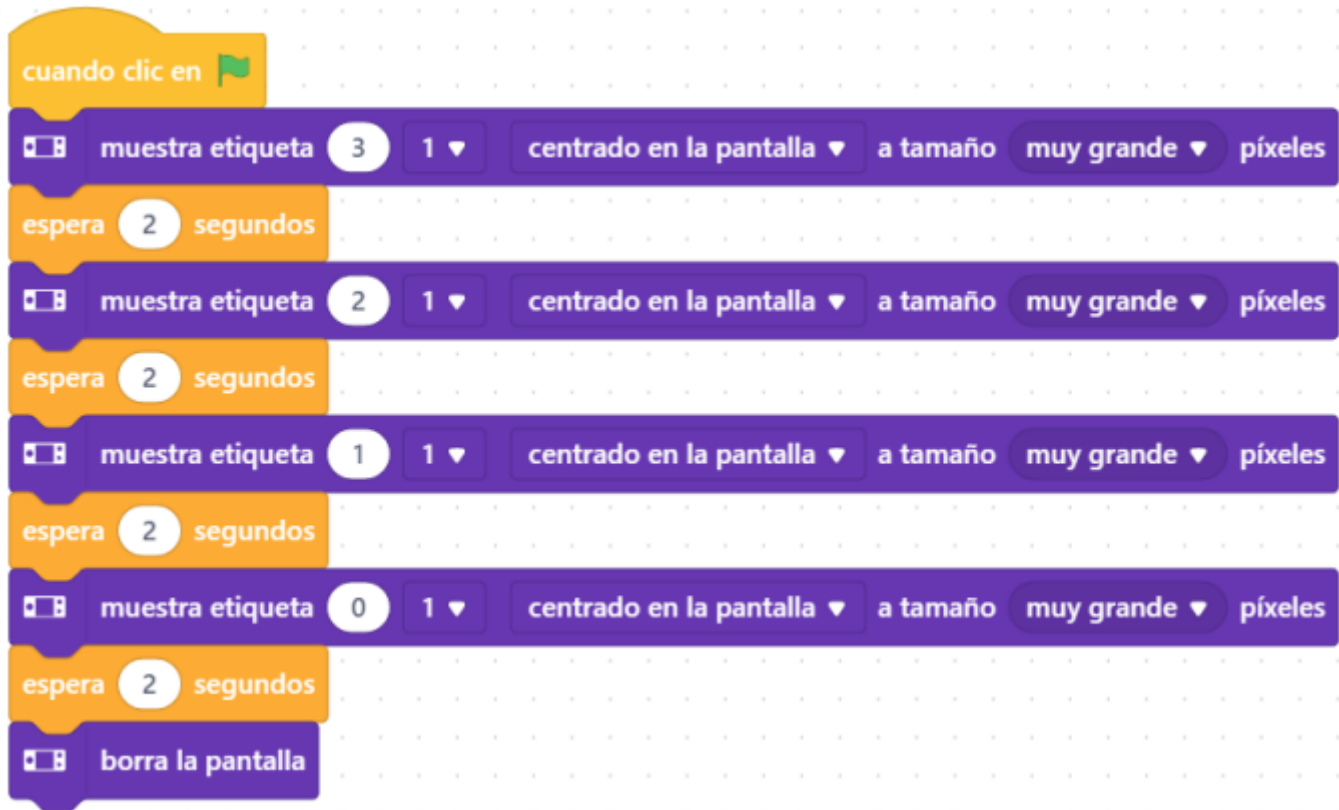 cuando clic en
muestra etiqueta 3 1 centrado en la pantalla a tamaño muy grande píxeles
espera 2 segundos
muestra etiqueta 2 1 centrado en la pantalla a tamaño muy grande píxeles
espera 2 segundos
muestra etiqueta 1 1 centrado en la pantalla a tamaño muy grande píxeles
espera 2 segundos
muestra etiqueta 0 1 centrado en la pantalla a tamaño muy grande píxeles
espera 2 segundos
borra la pantalla